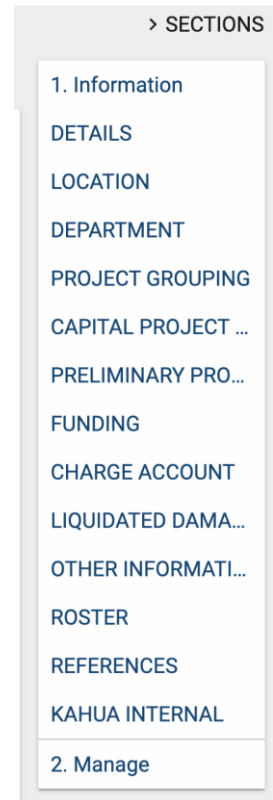 > SECTIONS
1. Information
DETAILS
LOCATION
DEPARTMENT
PROJECT GROUPING
CAPITAL PROJECT ...
PRELIMINARY PRO...
FUNDING
CHARGE ACCOUNT
LIQUIDATED DAMA...
OTHER INFORMATI...
ROSTER
REFERENCES
KAHUA INTERNAL
2. Manage